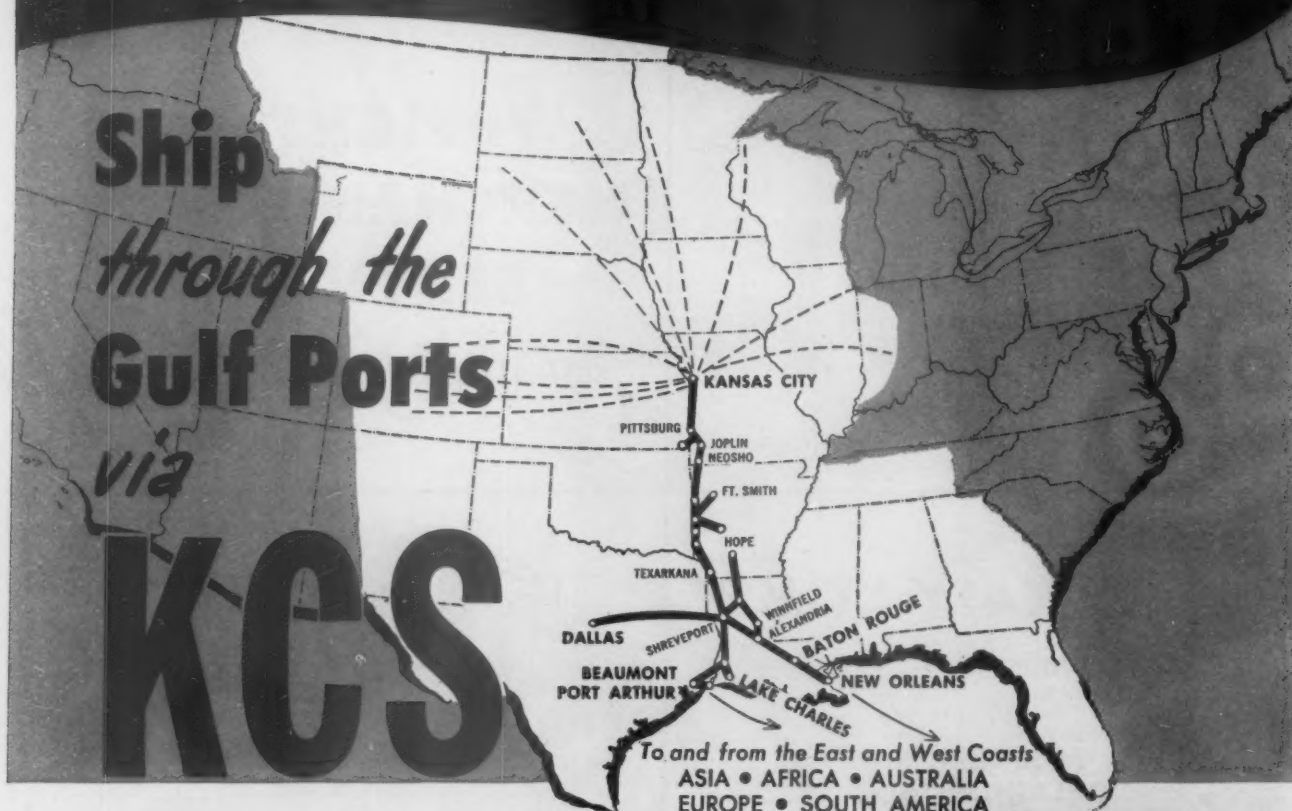 Ship
through the
Gulf Ports
via
KCS
KANSAS CITY
PITTSBURG
JOPLIN
NEOSHO
FT. SMITH
HOPE
TEXARKANA
WINNFIELD
ALEXANDRIA
SHREVEPORT
DALLAS
BATON ROUGE
BEAUMONT
PORT ARTHUR
LAKE CHARLES
NEW ORLEANS
To and from the East and West Coasts
ASIA • AFRICA • AUSTRALIA
EUROPE • SOUTH AMERICA